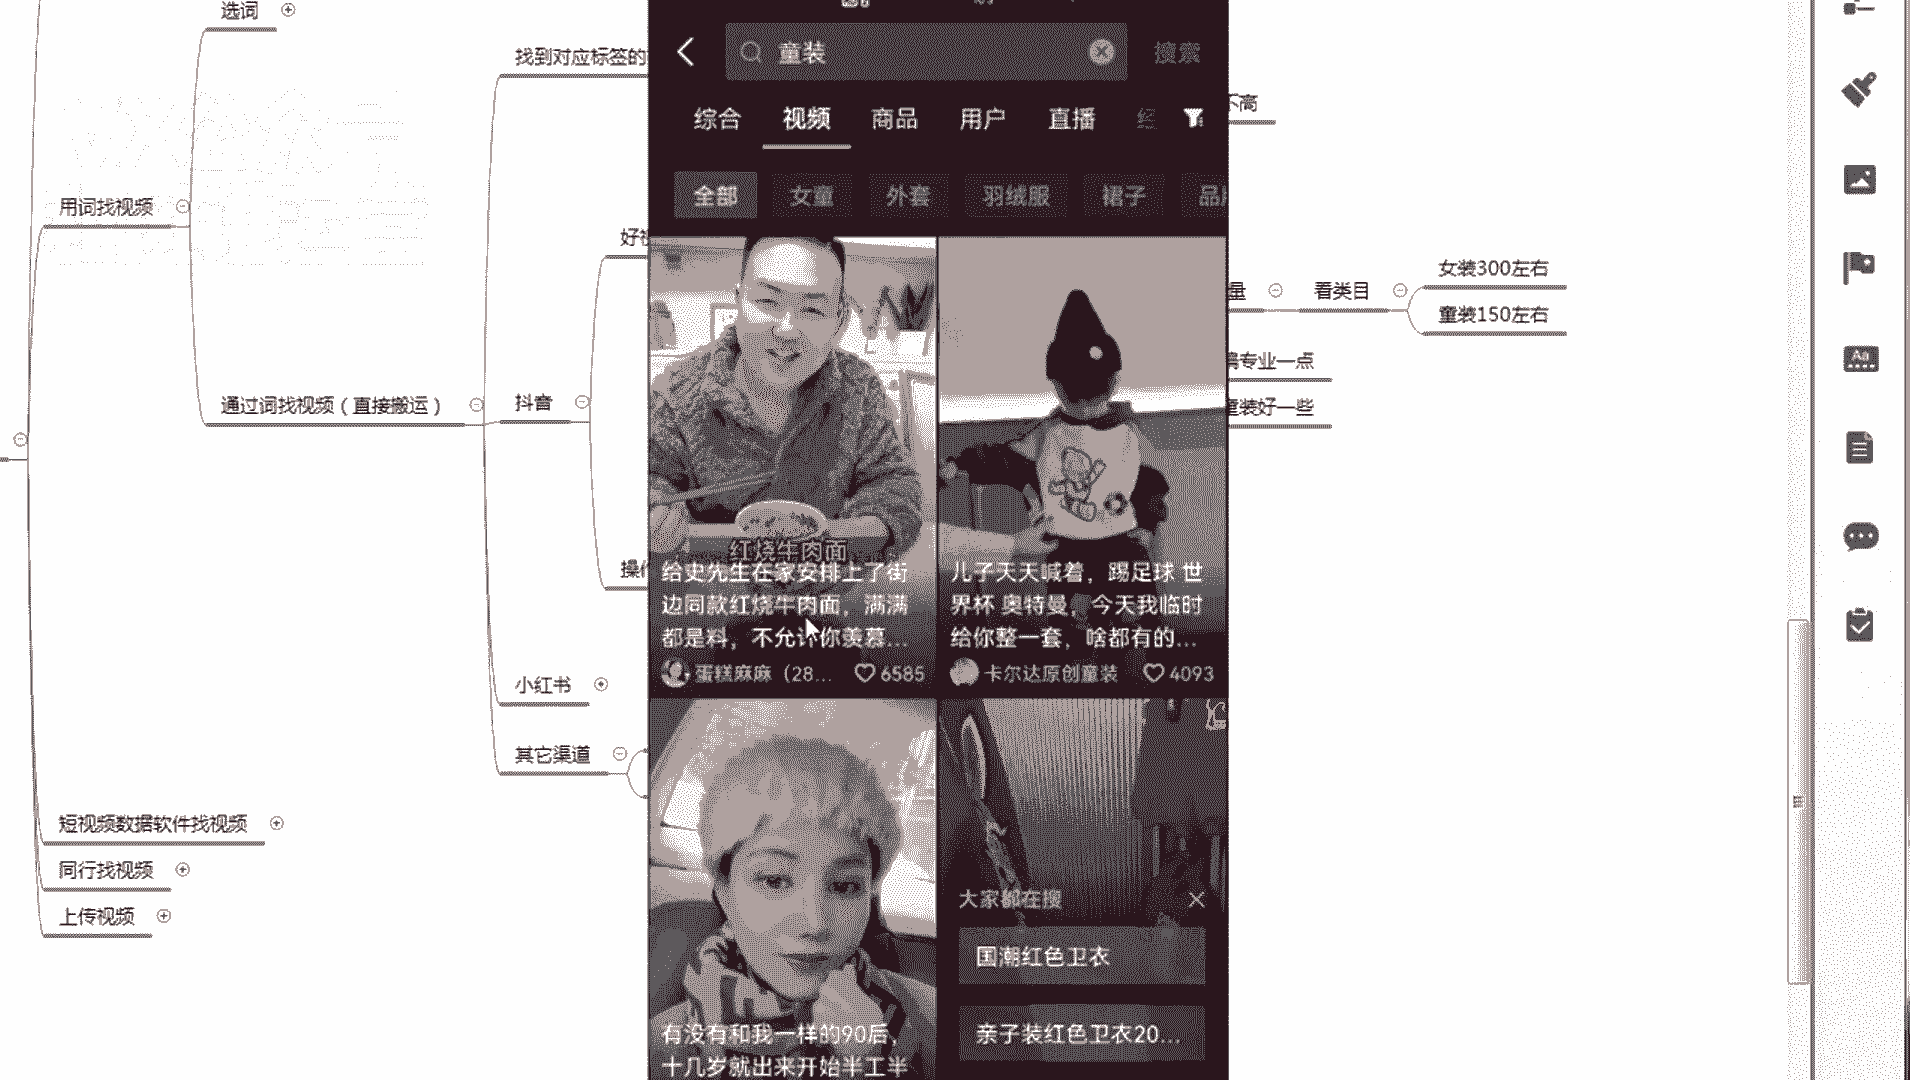 选词
找到对应标签的
用词找视频
通过词找视频（直接搬运）
抖音
小红书
其它渠道
短视频数据软件找视频
同行找视频
上传视频
童装
搜索
综合
视频
商品
用户
直播
全部
女童
外套
羽绒服
裙子
红烧牛肉面
给史先生在家安排上了街
边同款红烧牛肉面，满满
都是料，不允许你羡慕...
蛋糕麻麻（28...
6585
儿子天天喊着，踢足球 世
界杯 奥特曼，今天我临时
给你整一套，啥都有的...
卡尔达原创童装
4093
有没有和我一样的90后，
十几岁就出来开始半工半
大家都在搜
国潮红色卫衣
亲子装红色卫衣20...
不高
量
看类目
女装300左右
童装150左右
专业一点
童装好一些